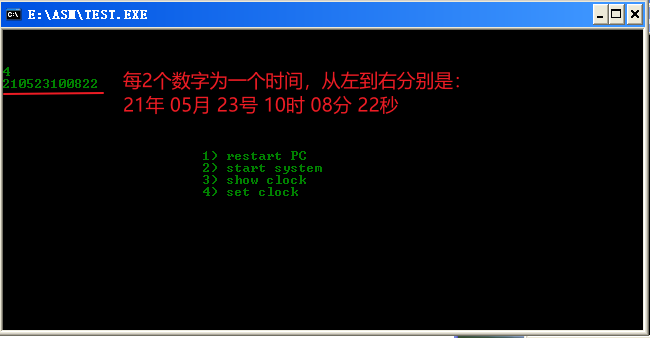 E:\ASM\TEST.EXE
4
210523100822
每2个数字为一个时间，从左到右分别是：
21年 05月 23号 10时 08分 22秒
1) restart PC
2) start system
3) show clock
4) set clock